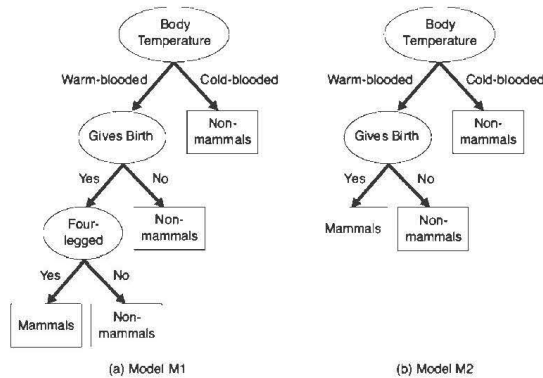 Body
Temperature
Warm-blooded
Cold-blooded
Gives Birth
Non-
mammals
Yes
No
Four-
legged
Non-
mammals
Yes
No
Mammals
Non-
mammals
(a) Model M1
Body
Temperature
Warm-blooded
Cold-blooded
Gives Birth
Non-
mammals
Yes
No
Mammals
Non-
mammals
(b) Model M2